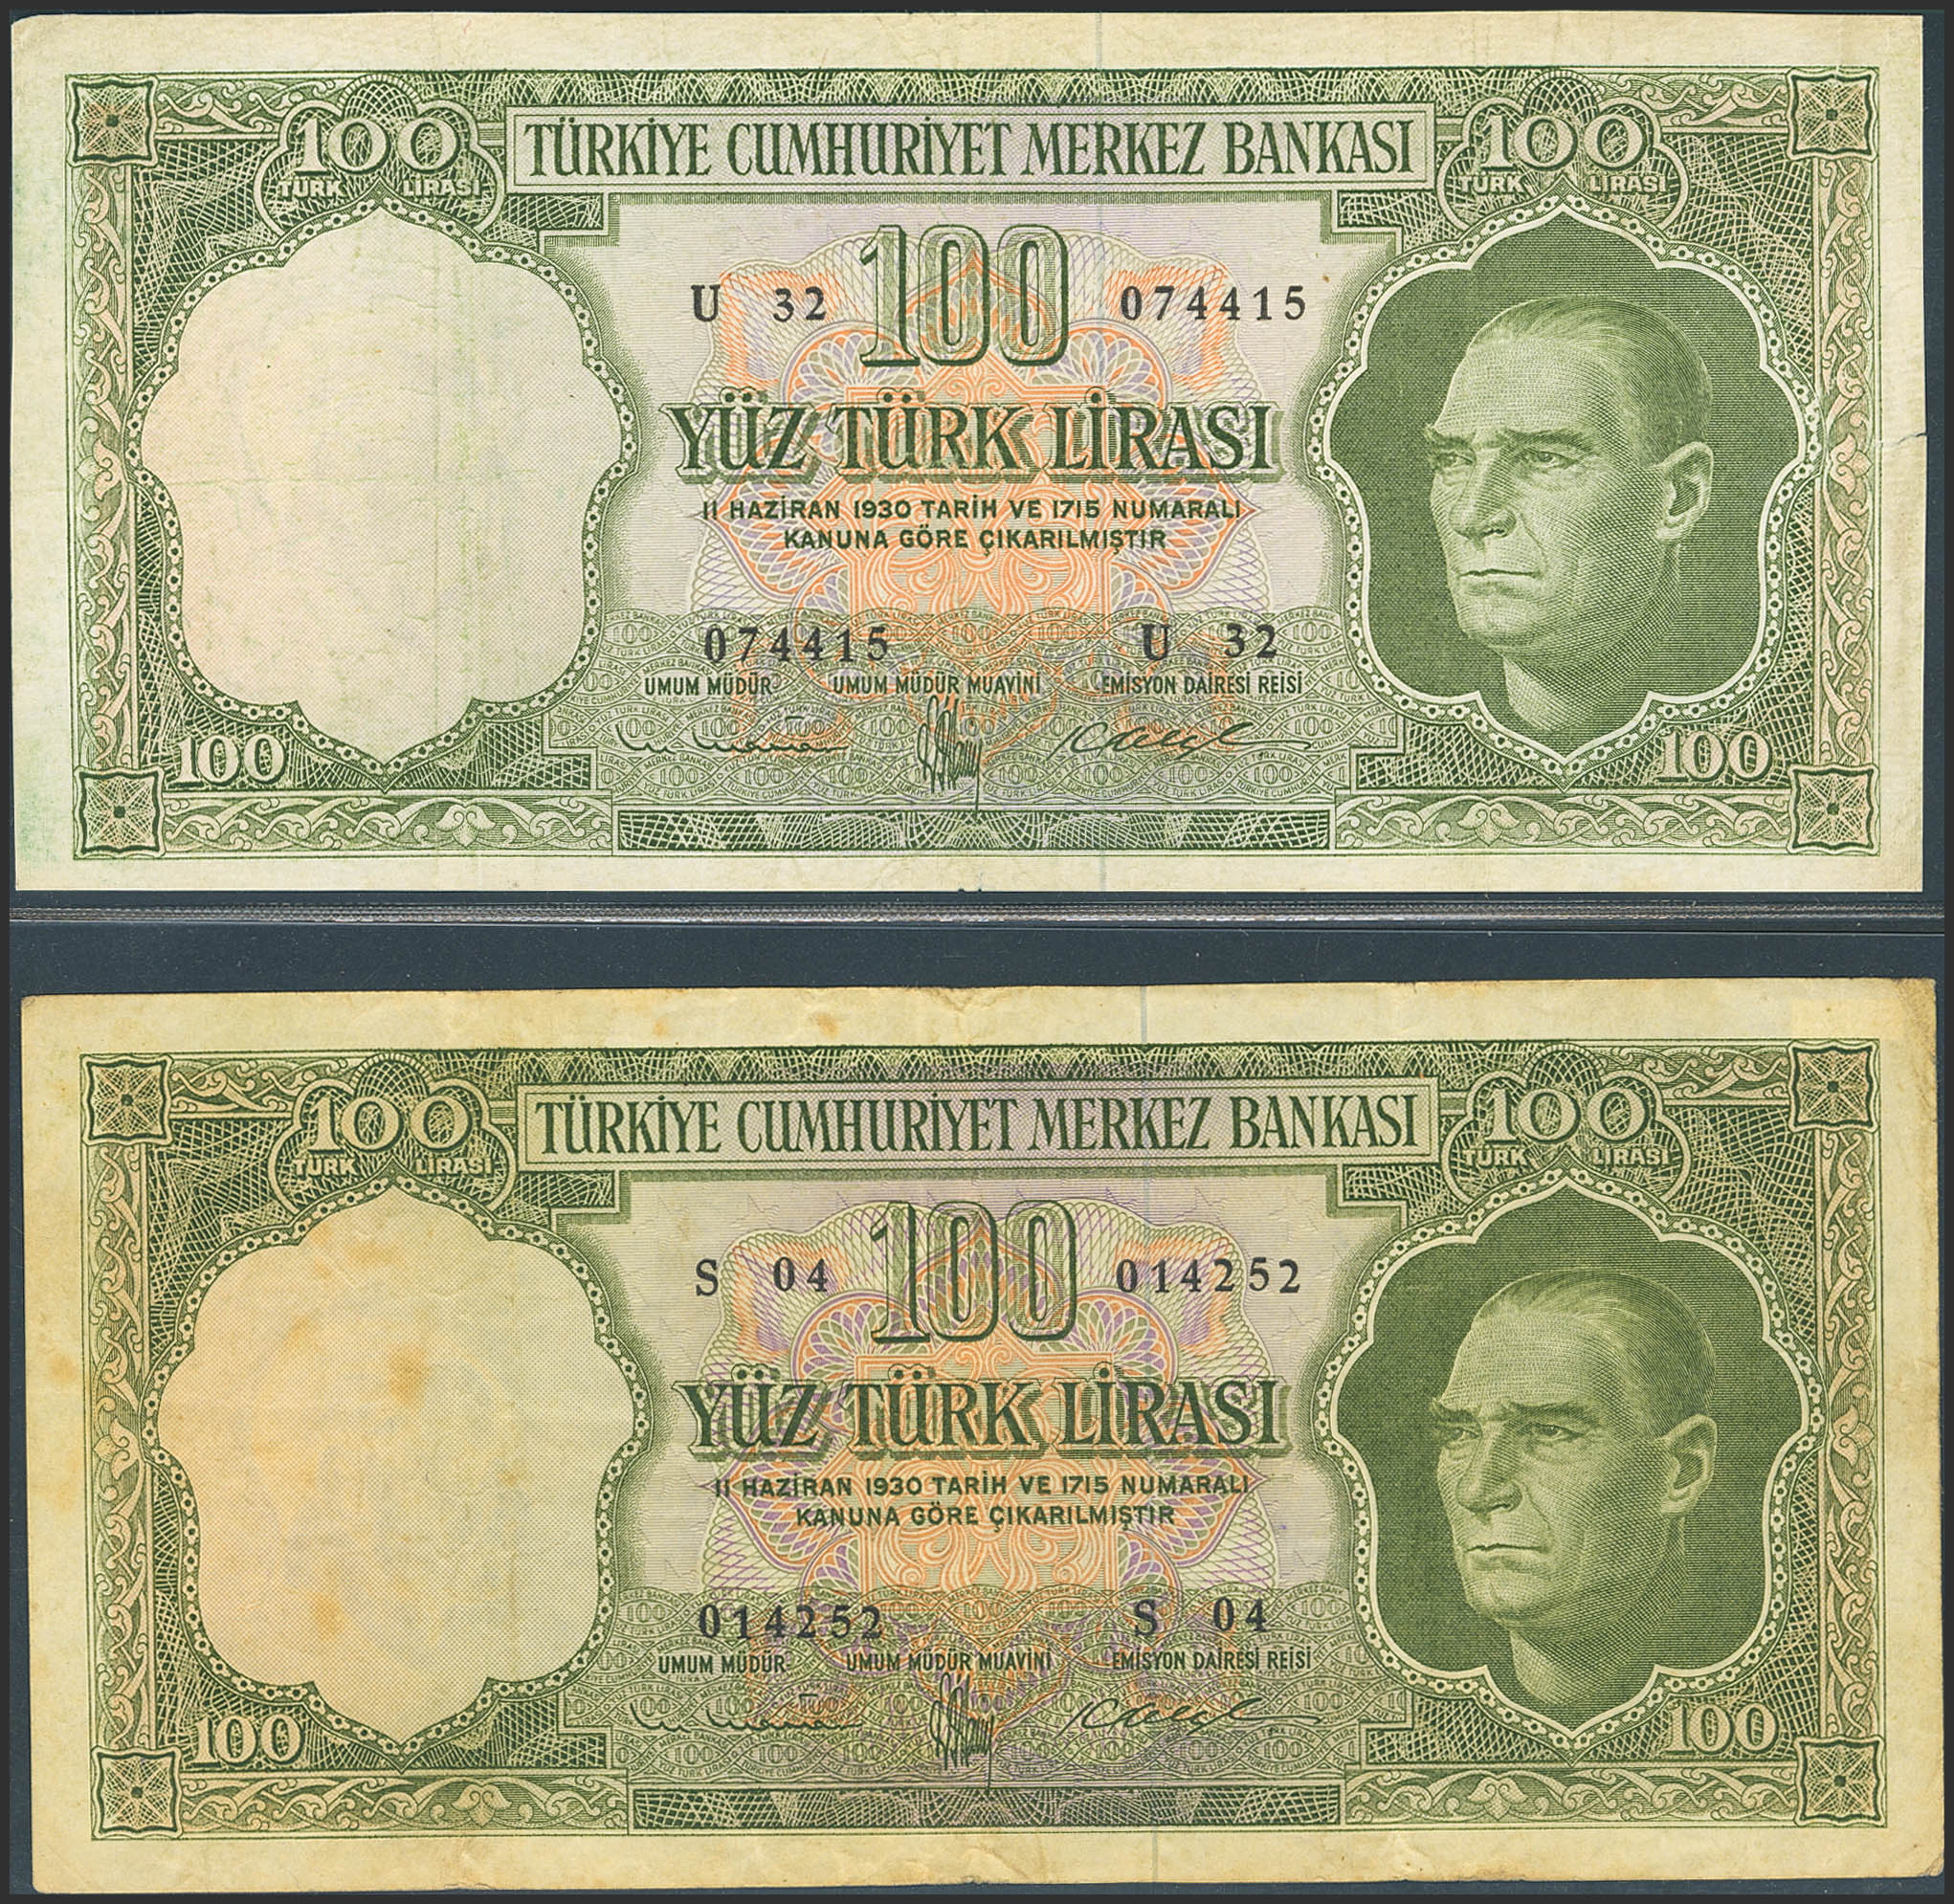 100 TÜRKİYE CUMHURİYET MERKEZ BANKASI 100
TÜRK LİRASI TÜRK LİRASI
100
U 32 074415
YÜZ TÜRK LİRASI
11 HAZİRAN 1930 TARİH VE 1715 NUMARALI
KANUNA GÖRE ÇIKARILMIŞTIR
074415 U 32
UMUM MÜDÜR UMUM MÜDÜR MUAVİNİ EMİSYON DAİRESİ REİSİ
100 100
100 TÜRKİYE CUMHURİYET MERKEZ BANKASI 100
TÜRK LİRASI TÜRK LİRASI
100
S 04 014252
YÜZ TÜRK LİRASI
11 HAZİRAN 1930 TARİH VE 1715 NUMARALI
KANUNA GÖRE ÇIKARILMIŞTIR
014252 S 04
UMUM MÜDÜR UMUM MÜDÜR MUAVİNİ EMİSYON DAİRESİ REİSİ
100 100